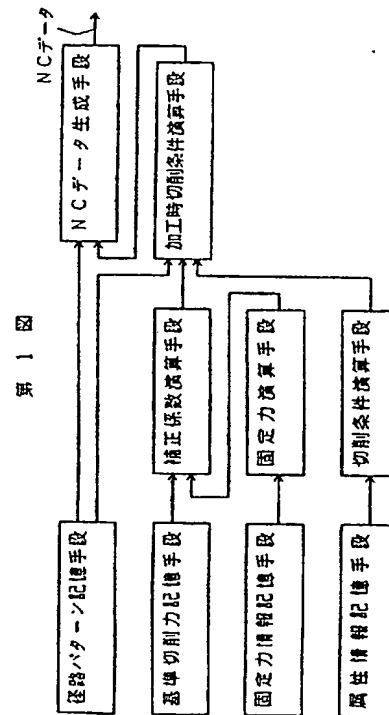 第 1 図
径路パターン記憶手段
基準切削力記憶手段
固定力情報記憶手段
属性情報記憶手段
補正係数演算手段
固定力演算手段
切削条件演算手段
NCデータ生成手段
加工時切削条件演算手段
NCデータ